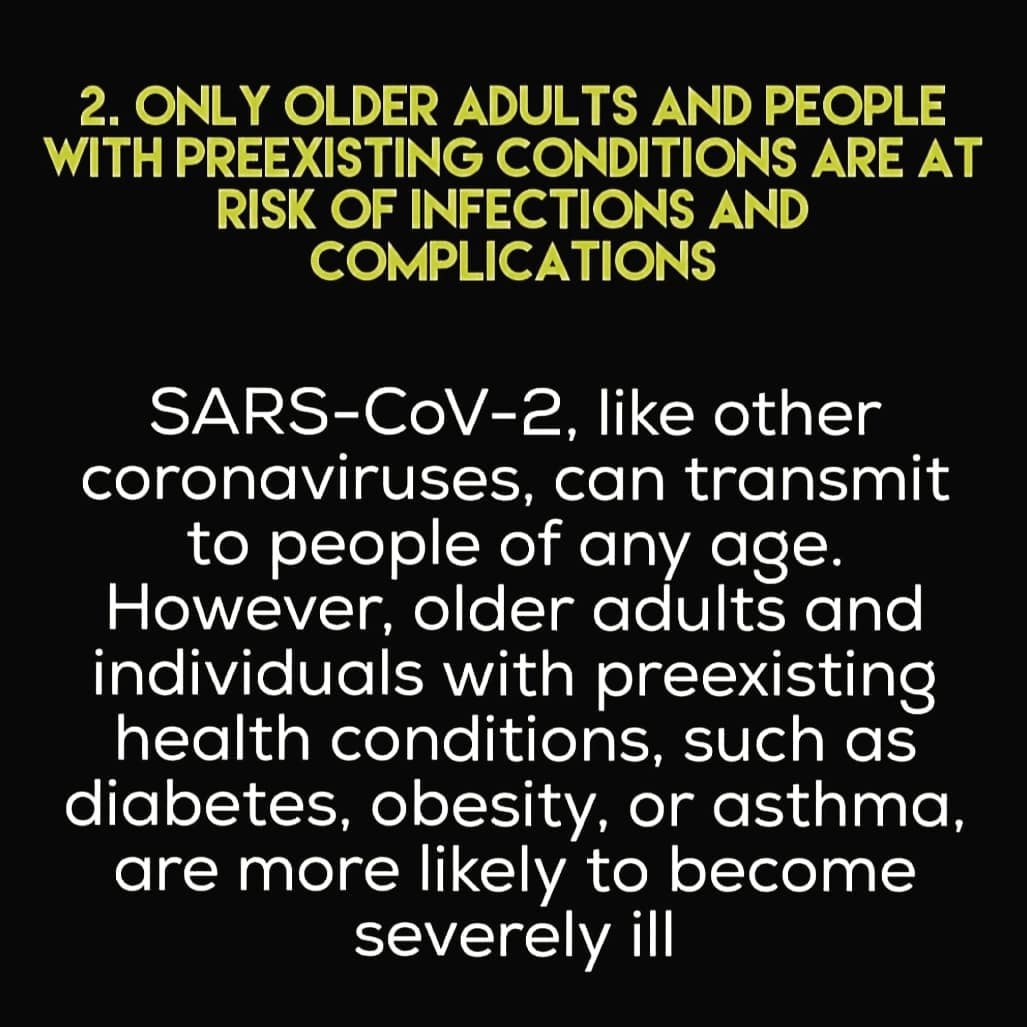 2. ONLY OLDER ADULTS AND PEOPLE
WITH PREEXISTING CONDITIONS ARE AT
RISK OF INFECTIONS AND
COMPLICATIONS
SARS-CoV-2, like other
coronaviruses, can transmit
to people of any age.
However, older adults and
individuals with preexisting
health conditions, such as
diabetes, obesity, or asthma,
are more likely to become
severely ill